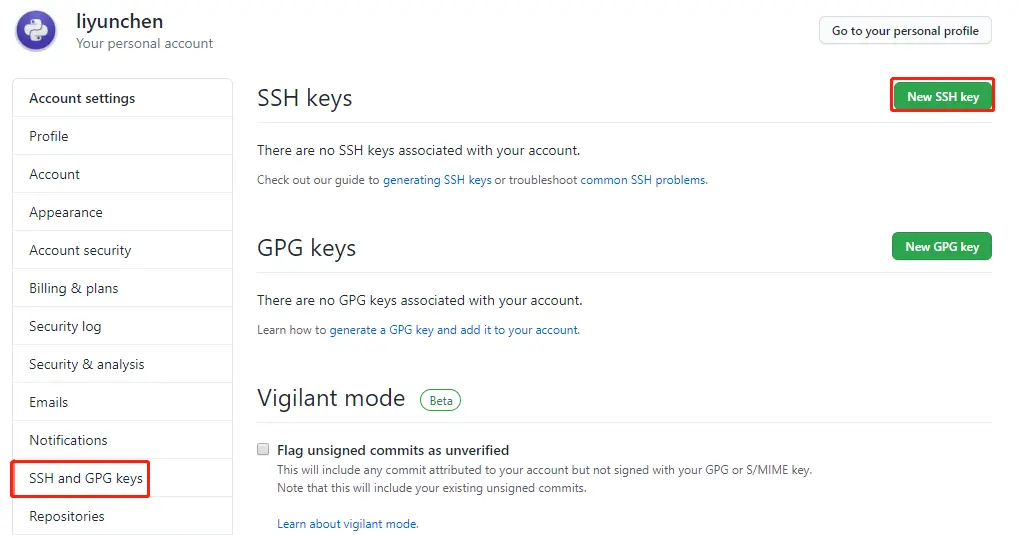 liyunchen
Your personal account
Go to your personal profile
Account settings
Profile
Account
Appearance
Account security
Billing & plans
Security log
Security & analysis
Emails
Notifications
SSH and GPG keys
Repositories
SSH keys
New SSH key
There are no SSH keys associated with your account.
Check out our guide to generating SSH keys or troubleshoot common SSH problems.
GPG keys
New GPG key
There are no GPG keys associated with your account.
Learn how to generate a GPG key and add it to your account.
Vigilant mode Beta
Flag unsigned commits as unverified
This will include any commit attributed to your account but not signed with your GPG or S/MIME key.
Note that this will include your existing unsigned commits.
Learn about vigilant mode.